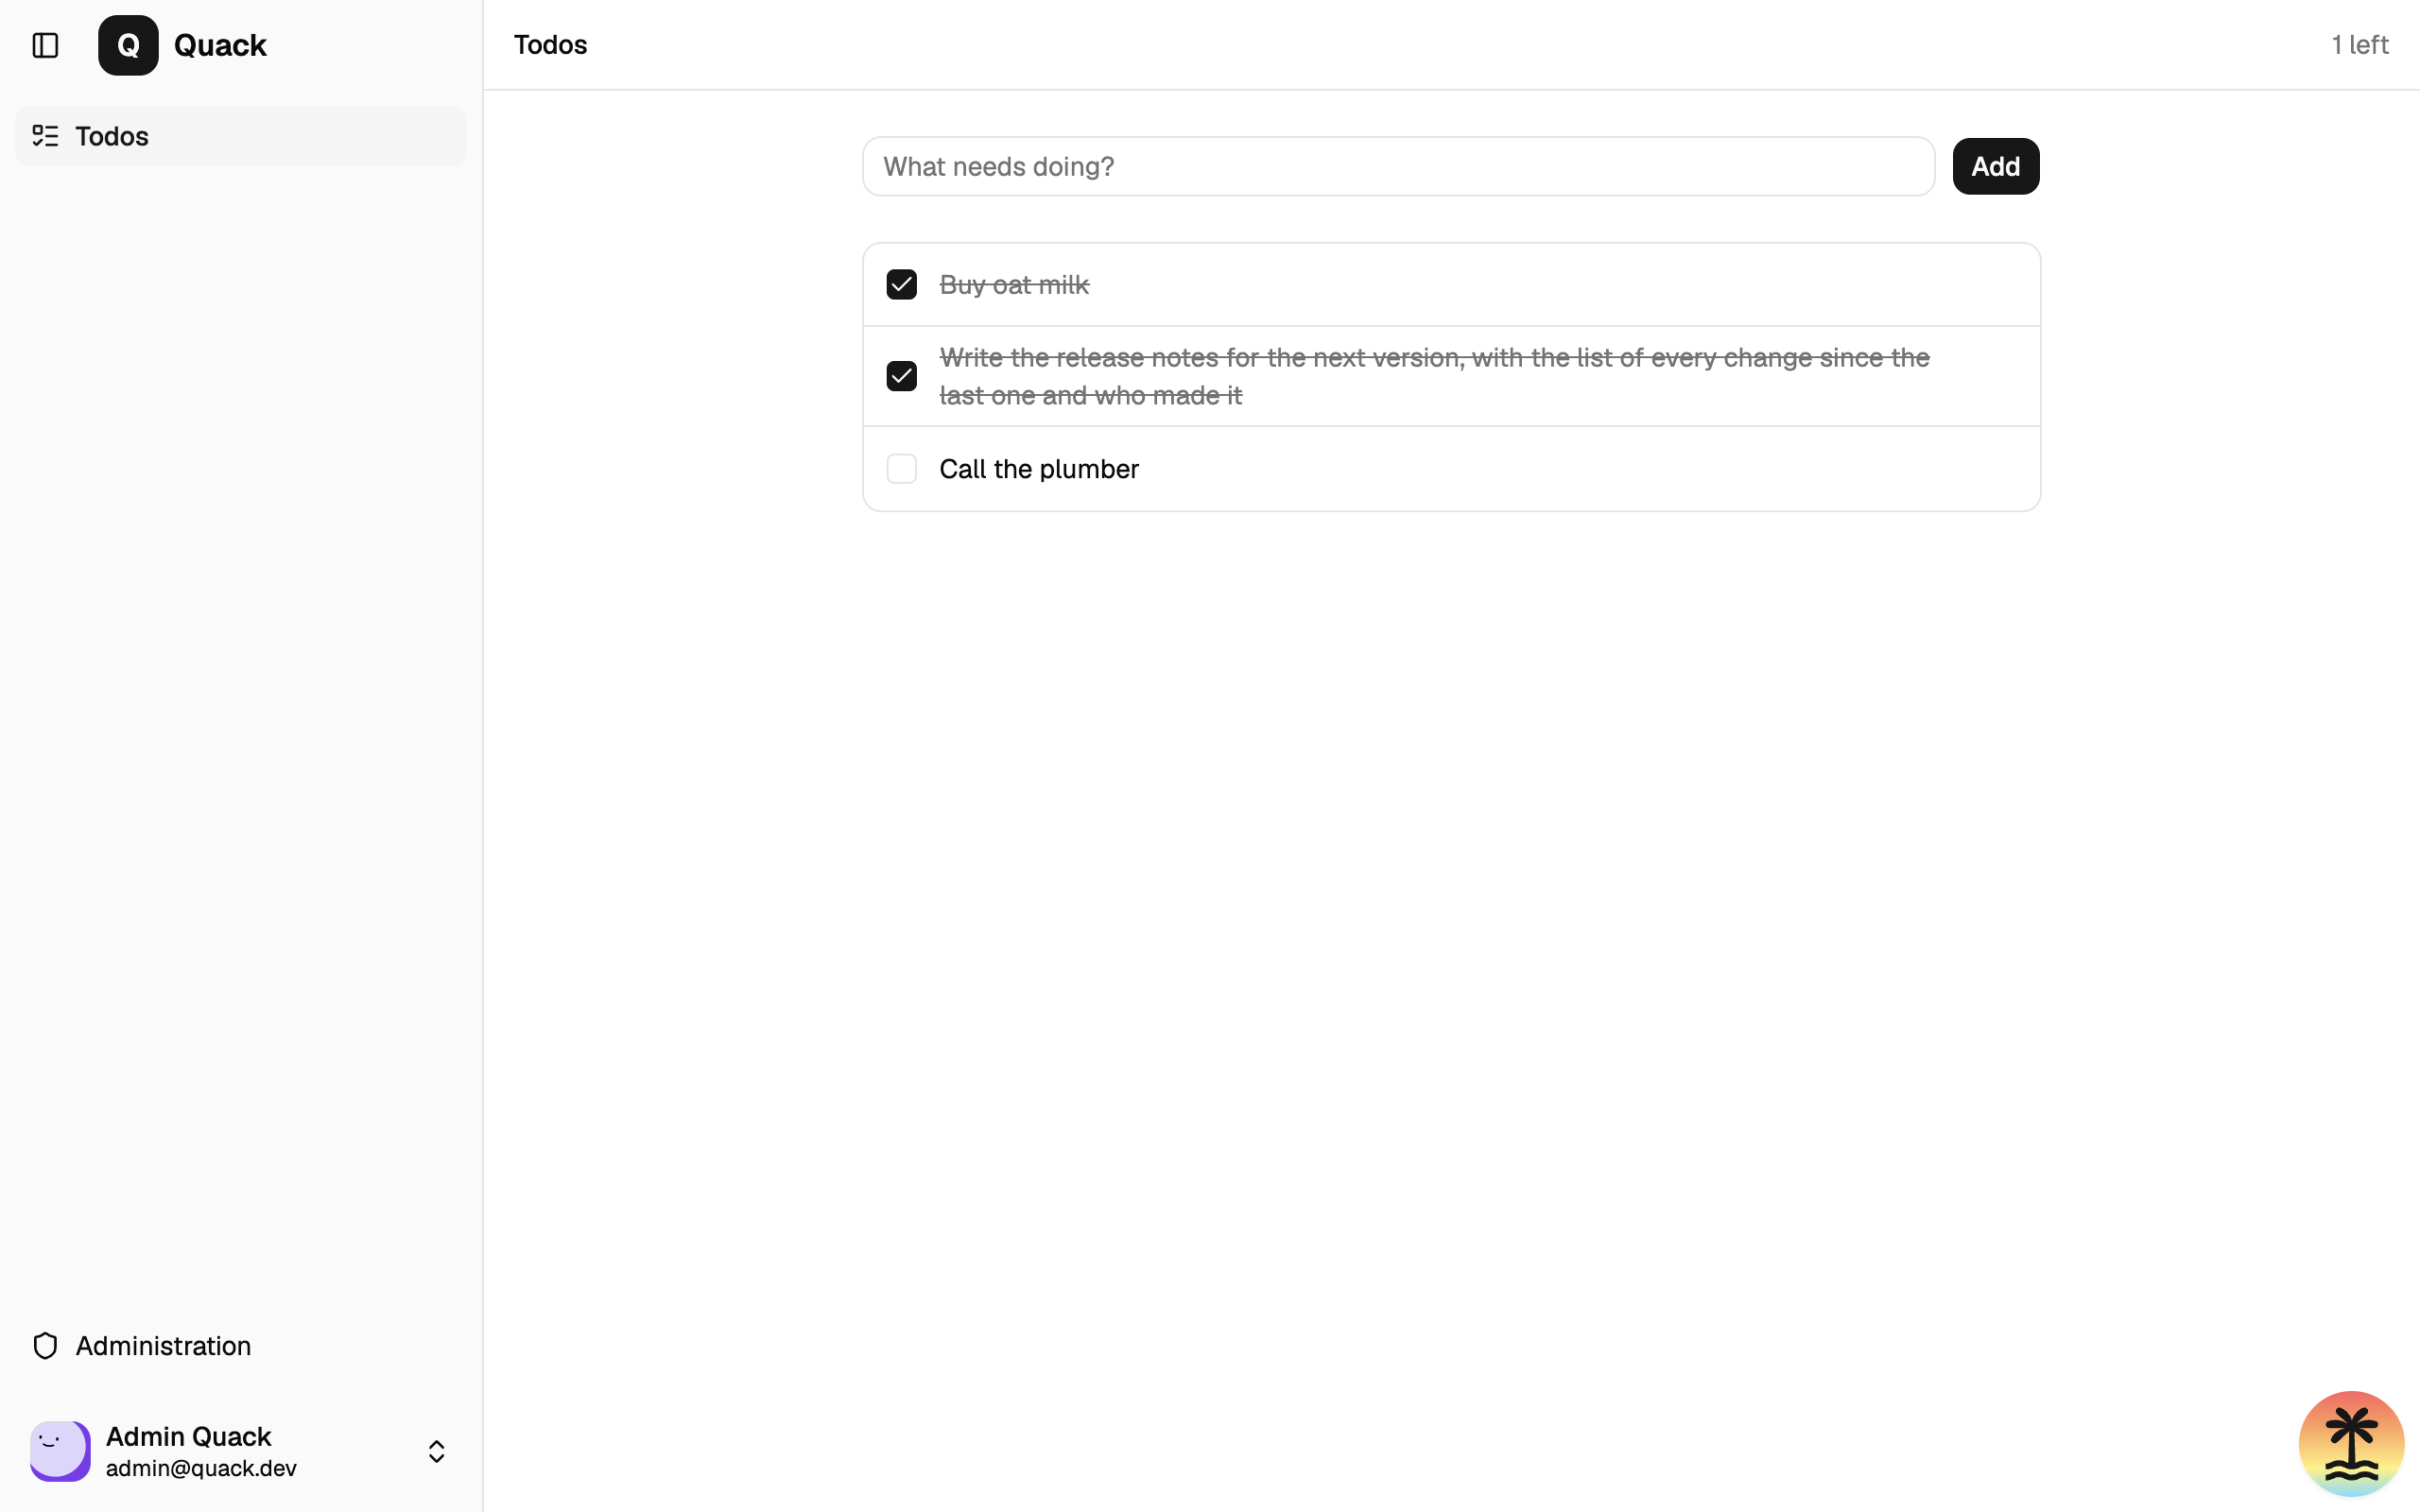 Q Quack
Todos
1 left
Todos
What needs doing?
Add
Buy oat milk
Write the release notes for the next version, with the list of every change since the
last one and who made it
Call the plumber
Administration
Admin Quack
admin@quack.dev